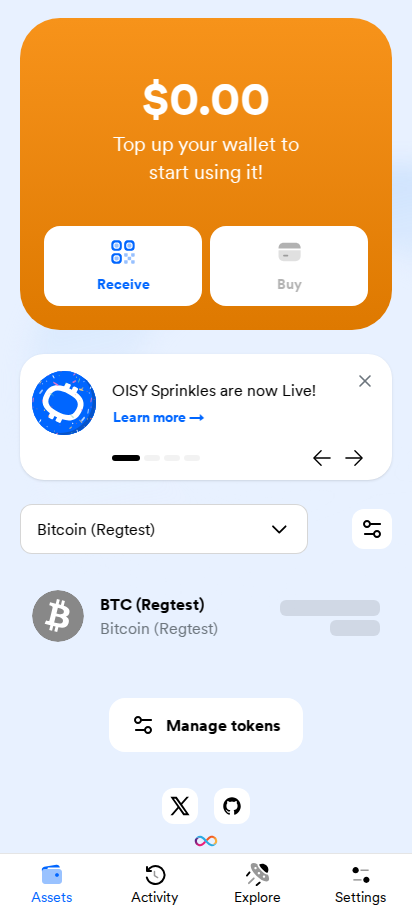 $0.00
Top up your wallet to
start using it!
Receive
Buy
OISY Sprinkles are now Live!
Learn more →
Bitcoin (Regtest)
BTC (Regtest)
Bitcoin (Regtest)
Manage tokens
Assets
Activity
Explore
Settings